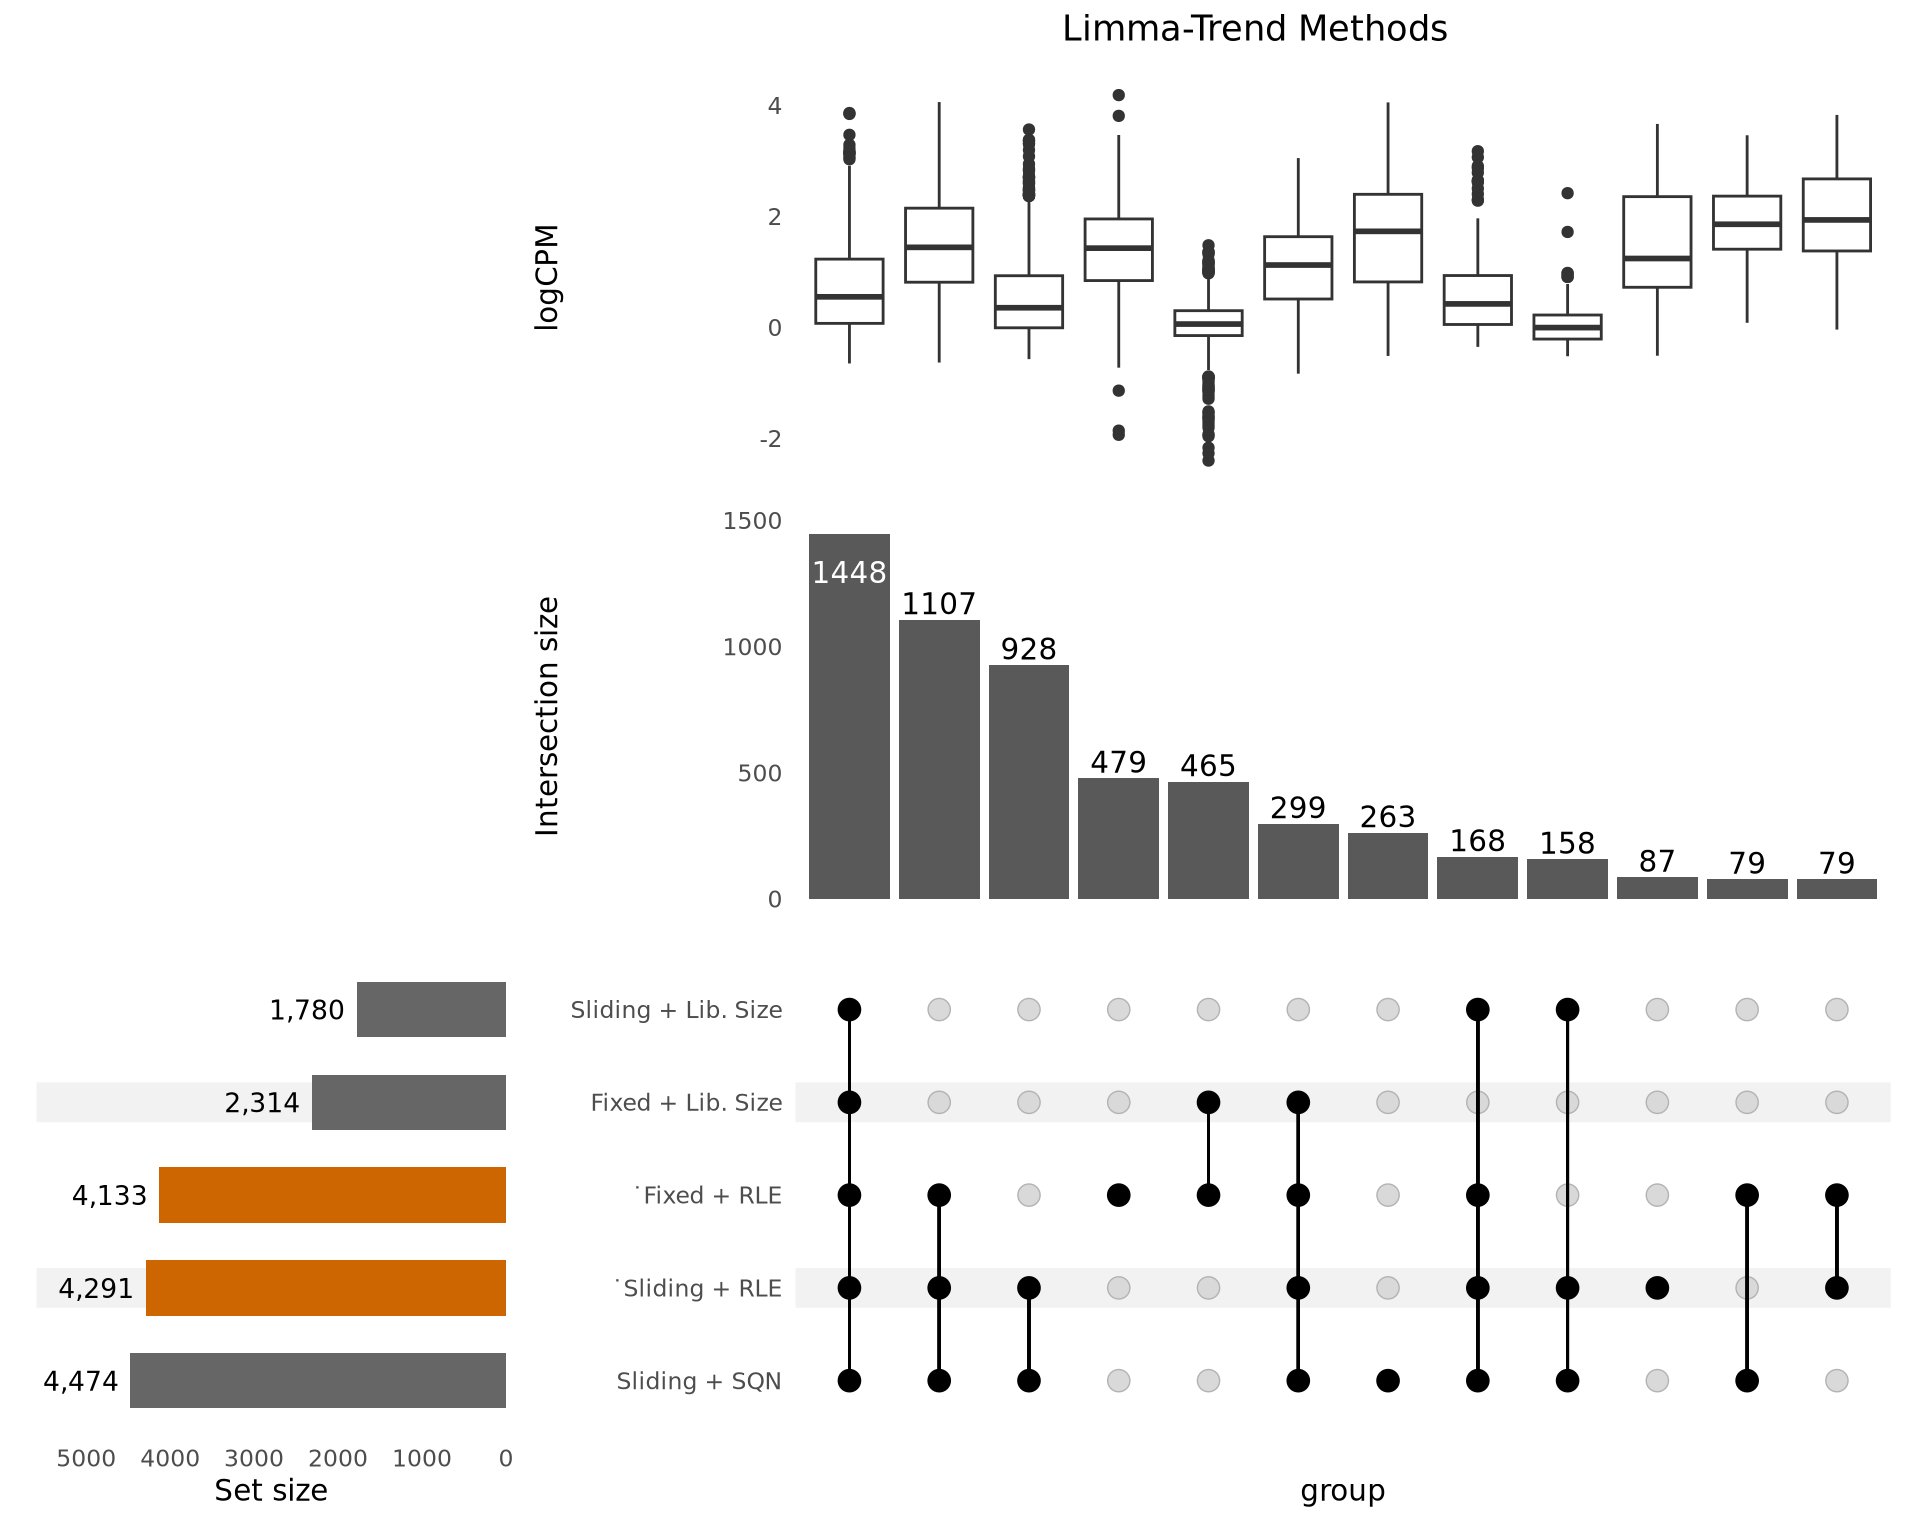 Limma-Trend Methods
logCPM
4
2
0
-2
Intersection size
1500
1000
500
0
1448
1107
928
479
465
299
263
168
158
87
79
79
1,780
2,314
4,133
4,291
4,474
5000 4000 3000 2000 1000 0
Set size
Sliding + Lib. Size
Fixed + Lib. Size
˙Fixed + RLE
˙Sliding + RLE
Sliding + SQN
group